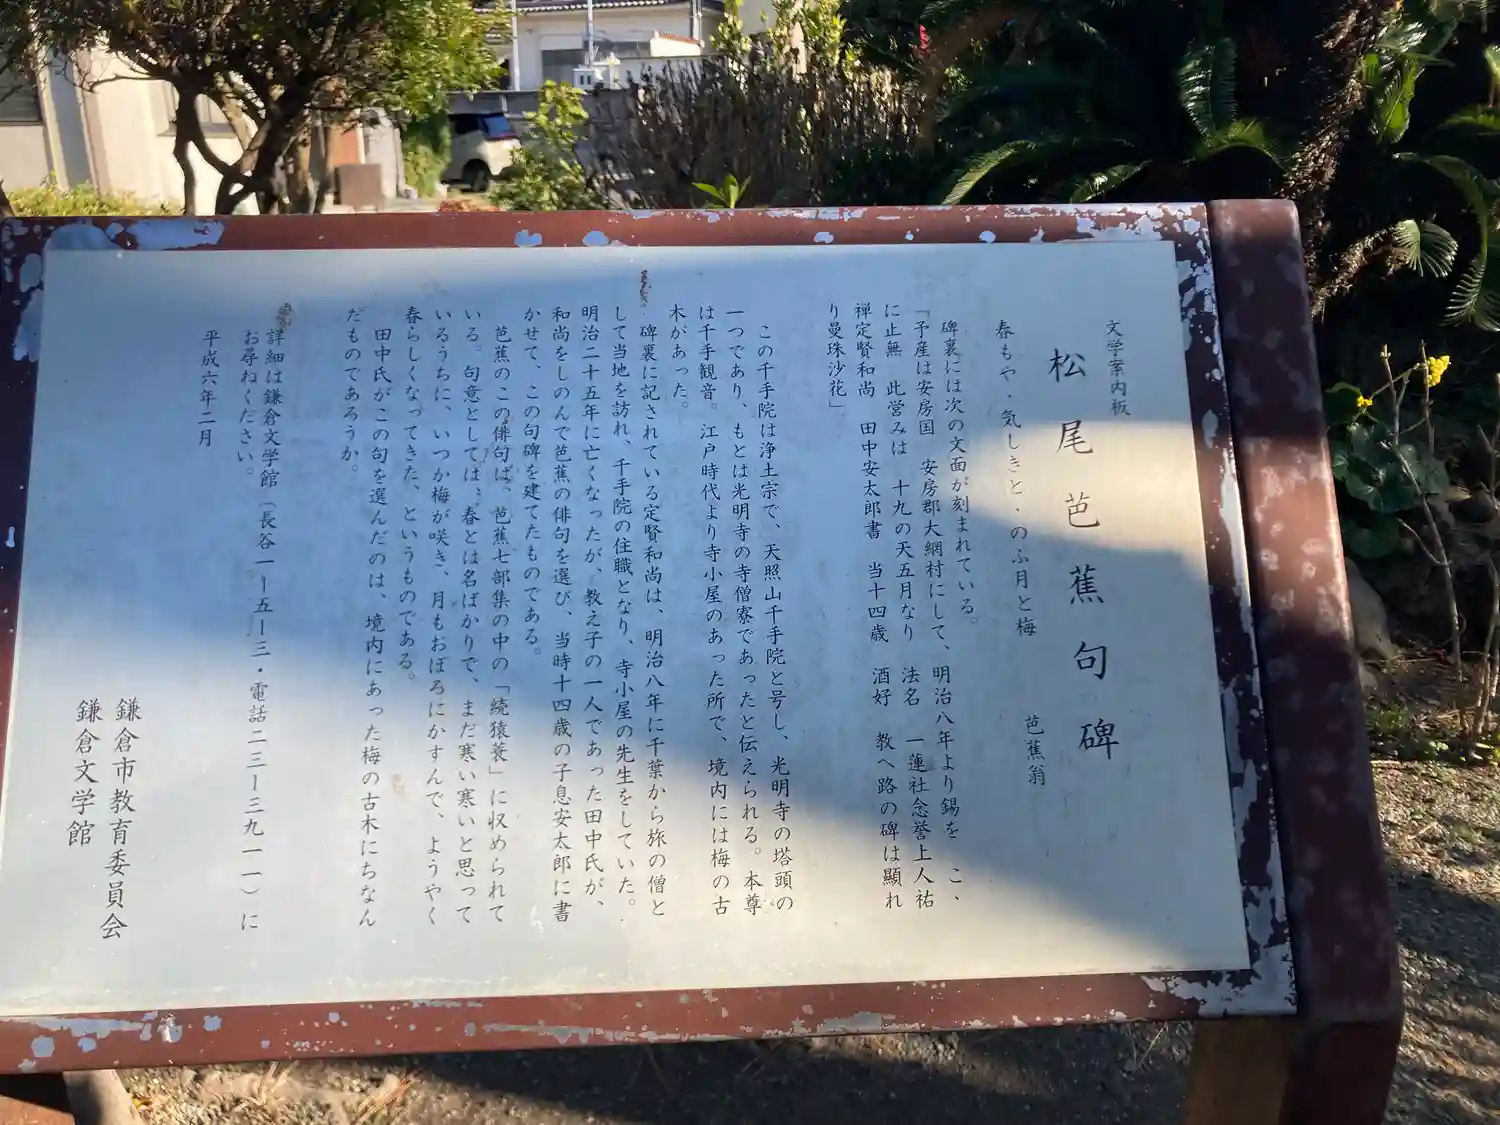 文学案内板
松尾芭蕉句碑
春もや、気しきと、のふ月と梅　芭蕉翁
碑裏には次の文面が刻まれている。
「予産は安房国　安房郡大網村にして、明治八年より錫を　こ、
に止無　此営みは　十九の天五月なり　法名　一蓮社念誉上人祐
禅定賢和尚　田中安太郎書　当十四歳　酒好　教へ路の碑は顕れ
り曼珠沙花」
この千手院は浄土宗で、天照山千手院と号し、光明寺の塔頭の
一つであり、もとは光明寺の寺僧寮であったと伝えられる。本尊
は千手観音。江戸時代より寺小屋のあった所で、境内には梅の古
木があった。
碑裏に記されている定賢和尚は、明治八年に千葉から旅の僧と
して当地を訪れ、千手院の住職となり、寺小屋の先生をしていた。
明治二十五年に亡くなったが、教え子の一人であった田中氏が、
和尚をしのんで芭蕉の俳句を選び、当時十四歳の子息安太郎に書
かせて、この句碑を建てたものである。
芭蕉のこの俳句は、芭蕉七部集の中の「続猿蓑」に収められて
いる。句意としては、春とは名ばかりで、まだ寒い寒いと思って
いるうちに、いつか梅が咲き、月もおぼろにかすんで、ようやく
春らしくなってきた、というものである。
田中氏がこの句を選んだのは、境内にあった梅の古木にちなん
だものであろうか。
詳細は鎌倉文学館（長谷一ー五ー三・電話二三ー三九一一）に
お尋ねください。
平成六年二月
鎌倉市教育委員会
鎌倉文学館